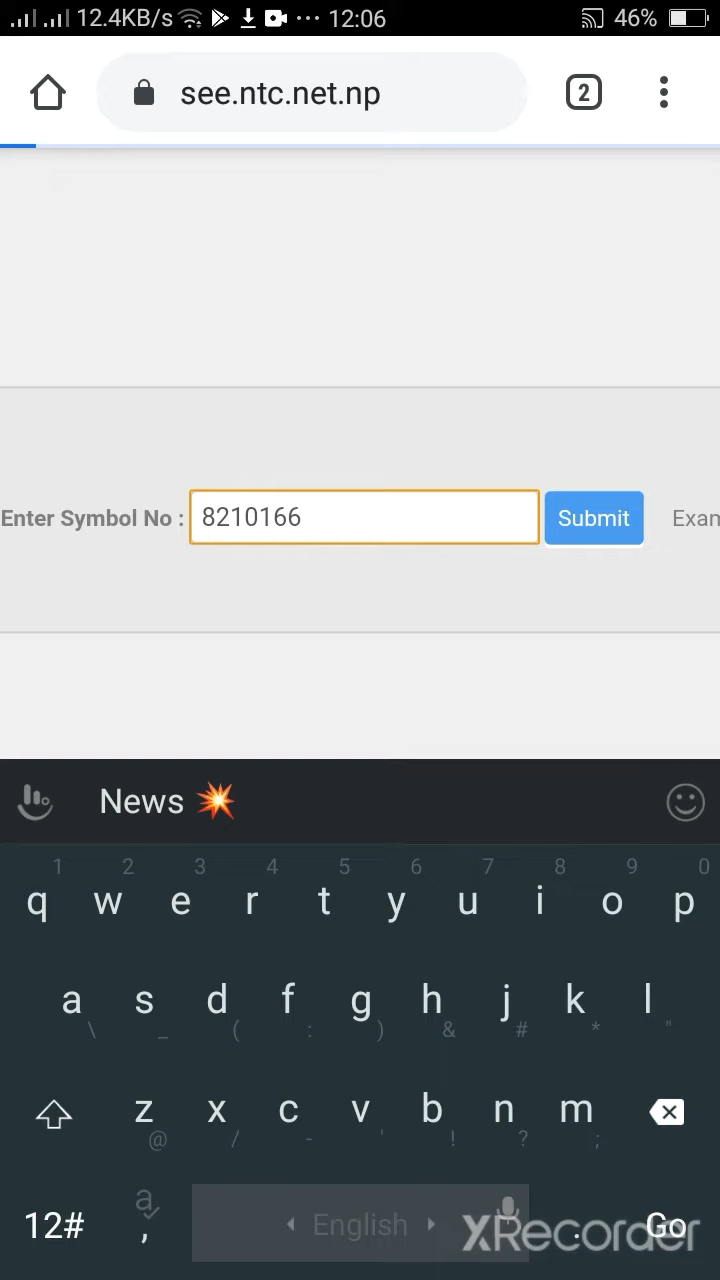 12.4KB/s ··· 12:06 46%
see.ntc.net.np 2
Enter Symbol No : 8210166 Submit Exam
News 💥
1 2 3 4 5 6 7 8 9 0
q w e r t y u i o p
a s d f g h j k l
\ _ ( : ) & # * "
z x c v b n m
@ / - ' ! ? ;
12# a , English . Go
XRecorder